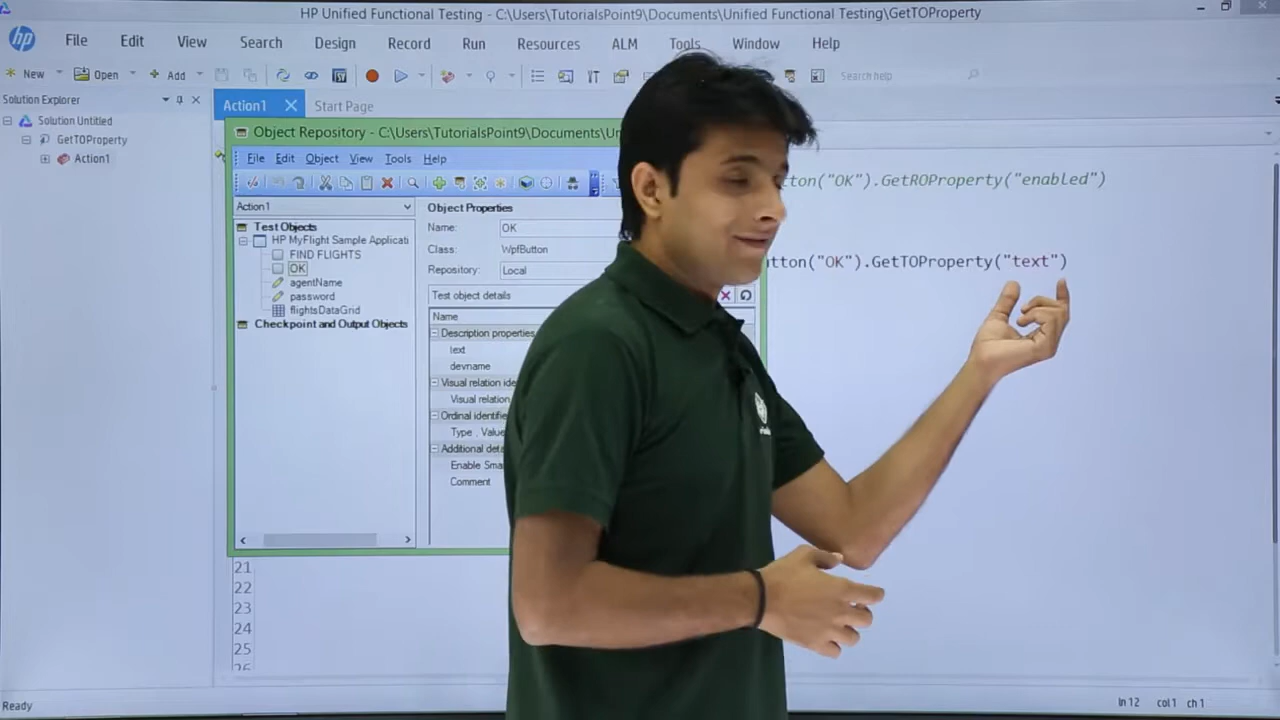 HP Unified Functional Testing - C:\Users\TutorialsPoint9\Documents\Unified Functional Testing\GetTOProperty
hp File Edit View Search Design Record Run Resources ALM Tools Window Help
New Open Add Search help
Solution Explorer
Action1 Start Page
Solution Untitled
GetTOProperty
Action1
Object Repository - C:\Users\TutorialsPoint9\Documents\Un
File Edit Object View Tools Help
tton("OK").GetROProperty("enabled")
Action1
Object Properties
Test Objects
Name: OK
HP MyFlight Sample Applicati
FIND FLIGHTS
Class: WpfButton
OK
Repository: Local
utton("OK").GetTOProperty("text")
agentName
password
Test object details
flightsDataGrid
Name
Checkpoint and Output Objects
Description properties
text
devname
Visual relation ide
Visual relation
Ordinal identifie
Type , Value
Additional deta
Enable Sma
Comment
21
22
23
24
25
26
Ready Ln 12 col 1 ch 1